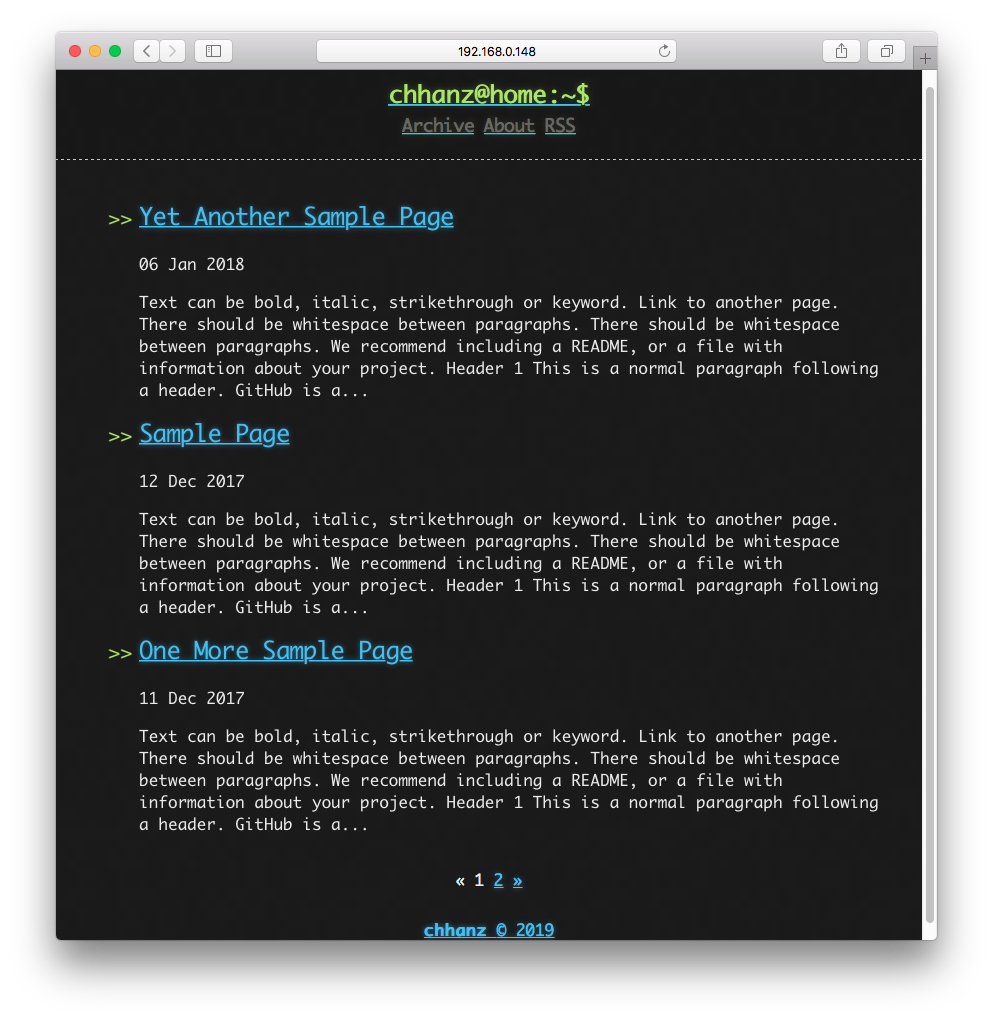 192.168.0.148
chhanz@home:~$
Archive About RSS
>> Yet Another Sample Page
06 Jan 2018
Text can be bold, italic, strikethrough or keyword. Link to another page.
There should be whitespace between paragraphs. There should be whitespace
between paragraphs. We recommend including a README, or a file with
information about your project. Header 1 This is a normal paragraph following
a header. GitHub is a...
>> Sample Page
12 Dec 2017
Text can be bold, italic, strikethrough or keyword. Link to another page.
There should be whitespace between paragraphs. There should be whitespace
between paragraphs. We recommend including a README, or a file with
information about your project. Header 1 This is a normal paragraph following
a header. GitHub is a...
>> One More Sample Page
11 Dec 2017
Text can be bold, italic, strikethrough or keyword. Link to another page.
There should be whitespace between paragraphs. There should be whitespace
between paragraphs. We recommend including a README, or a file with
information about your project. Header 1 This is a normal paragraph following
a header. GitHub is a...
« 1 2 »
chhanz © 2019